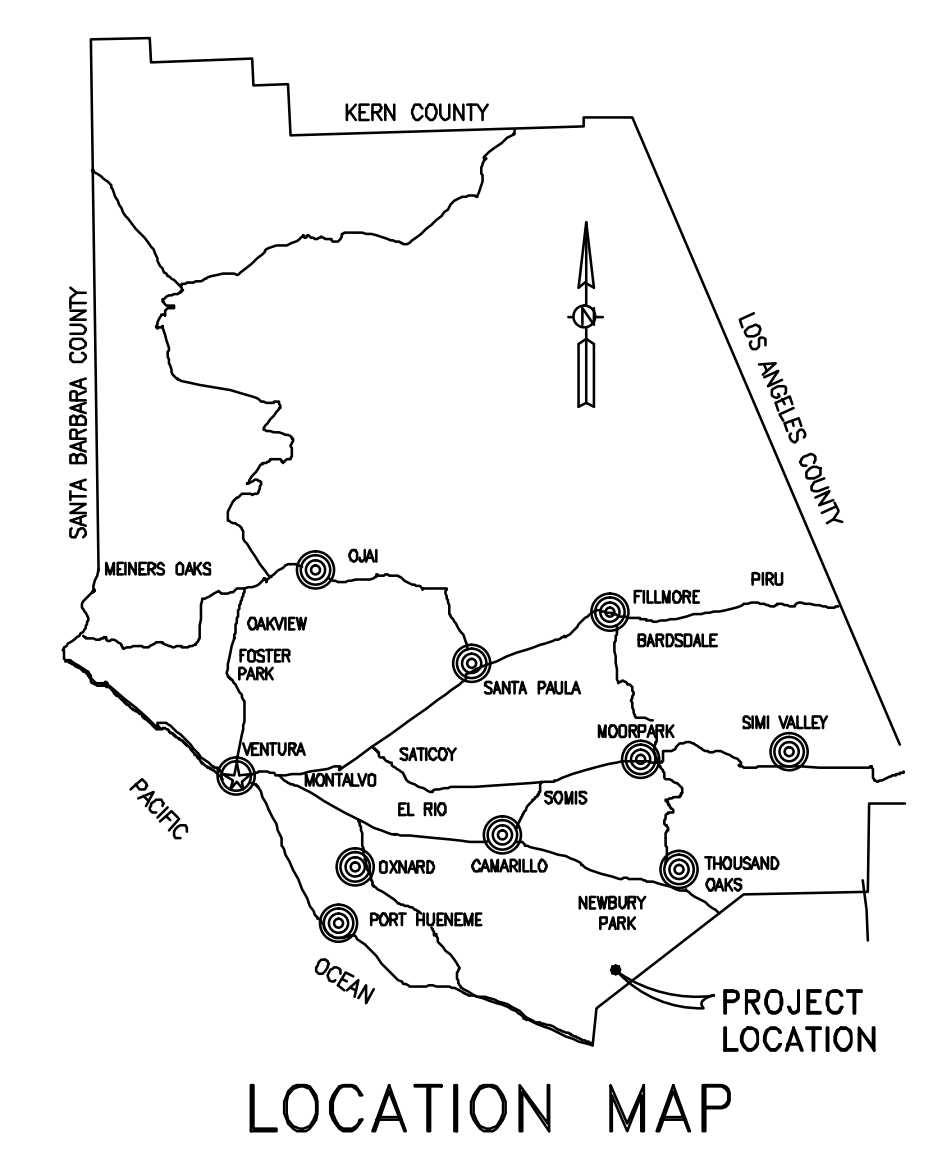 KERN COUNTY
SANTA BARBARA COUNTY
N
LOS ANGELES COUNTY
MEINERS OAKS
OJAI
PIRU
FILLMORE
OAKVIEW
BARDSDALE
FOSTER
PARK
SANTA PAULA
SIMI VALLEY
MOORPARK
VENTURA
SATICOY
MONTALVO
PACIFIC
SOMIS
EL RIO
OXNARD
CAMARILLO
THOUSAND
OAKS
NEWBURY
PARK
PORT HUENEME
OCEAN
PROJECT
LOCATION
LOCATION MAP